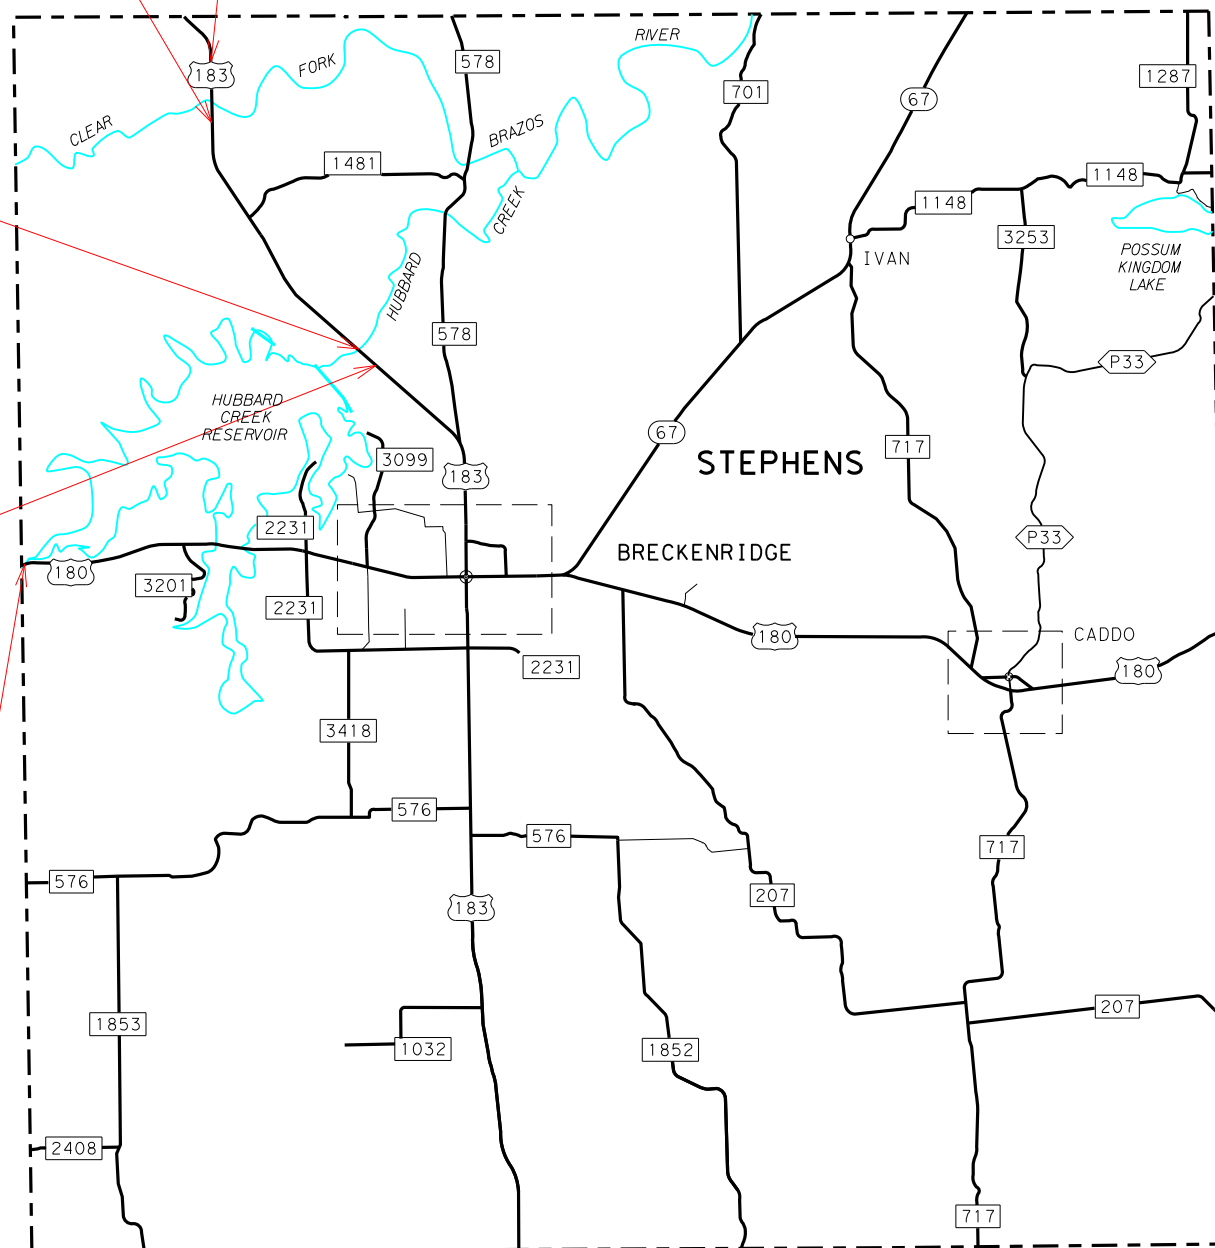 RIVER
578
FORK
183
1287
701
67
CLEAR
BRAZOS
1481
1148
1148
CREEK
3253
IVAN
POSSUM
KINGDOM
LAKE
HUBBARD
578
P33
HUBBARD
CREEK
RESERVOIR
67
717
3099
STEPHENS
183
2231
P33
BRECKENRIDGE
180
3201
2231
180
CADDO
2231
180
3418
576
576
717
576
207
183
207
1853
1032
1852
2408
717